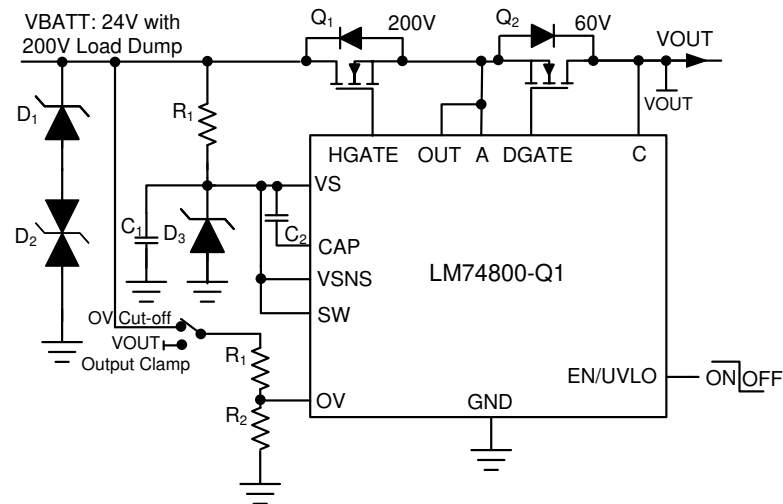 VBATT: 24V with
200V Load Dump
Q1
200V
Q2
60V
VOUT
VOUT
D1
R1
HGATE
OUT
A
DGATE
C
VS
D2
C1
D3
C2
CAP
VSNS
LM74800-Q1
SW
OV Cut-off
VOUT
Output Clamp
R1
EN/UVLO
ON
OFF
OV
GND
R2